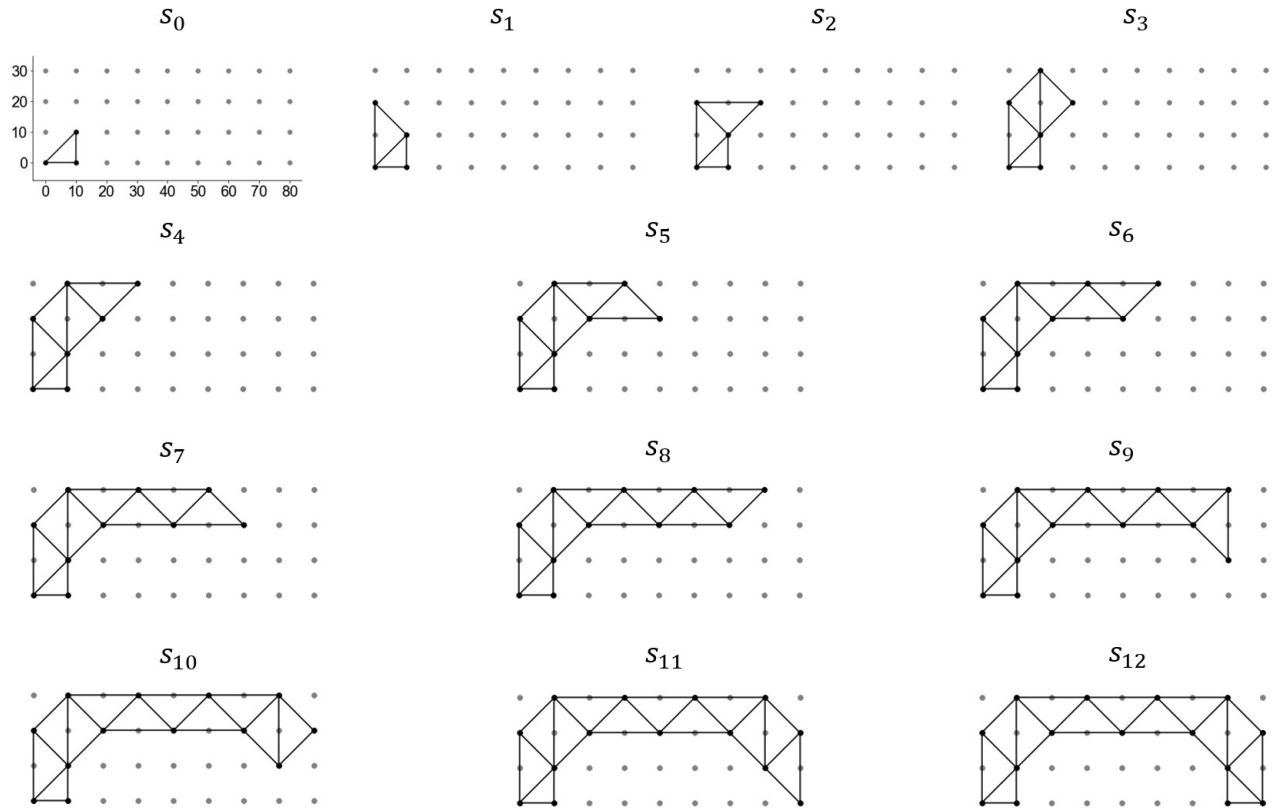 s₀ s₁ s₂ s₃
30
20
10
0
0 10 20 30 40 50 60 70 80
s₄ s₅ s₆
s₇ s₈ s₉
s₁₀ s₁₁ s₁₂